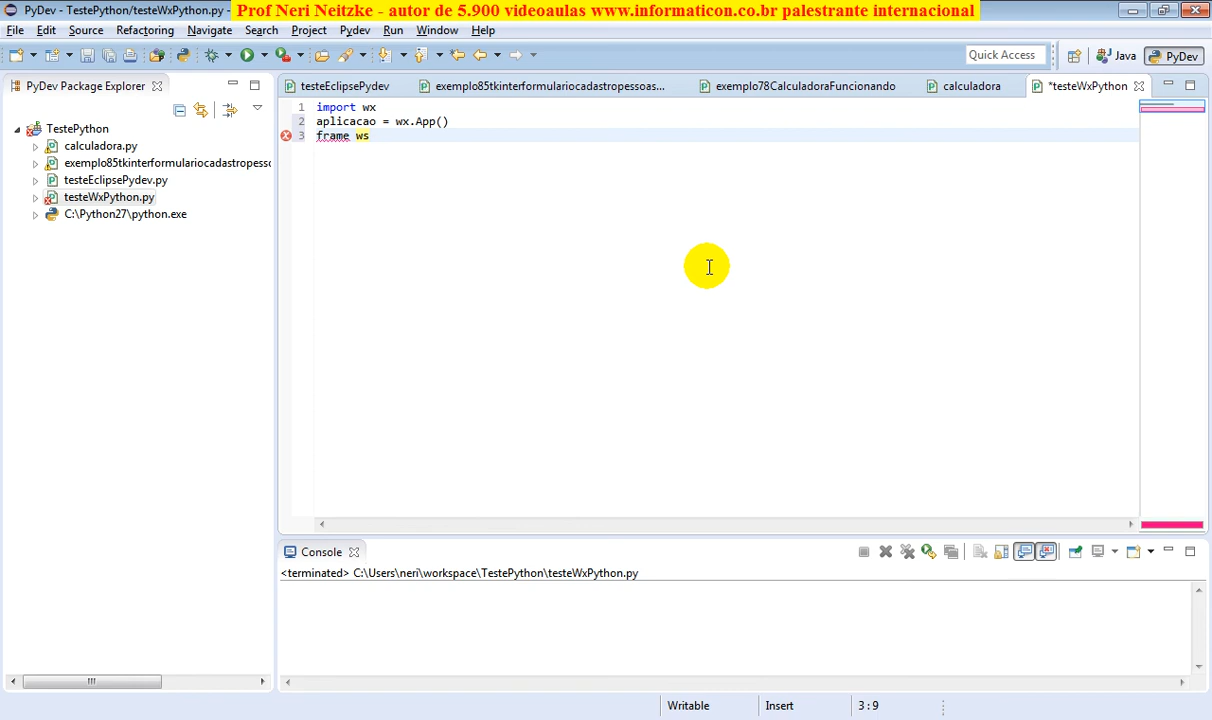 PyDev - TestePython/testeWxPython.py -
Prof Neri Neitzke - autor de 5.900 videoaulas www.informaticon.co.br palestrante internacional
File Edit Source Refactoring Navigate Search Project Pydev Run Window Help
Quick Access
Java
PyDev
PyDev Package Explorer
TestePython
calculadora.py
exemplo85tkinterformulariocadastropesso
testeEclipsePydev.py
testeWxPython.py
C:\Python27\python.exe
testeEclipsePydev
exemplo85tkinterformulariocadastropessoas...
exemplo78CalculadoraFuncionando
calculadora
*testeWxPython
1 import wx
2 aplicacao = wx.App()
3 frame ws
Console
<terminated> C:\Users\neri\workspace\TestePython\testeWxPython.py
Writable Insert 3 : 9